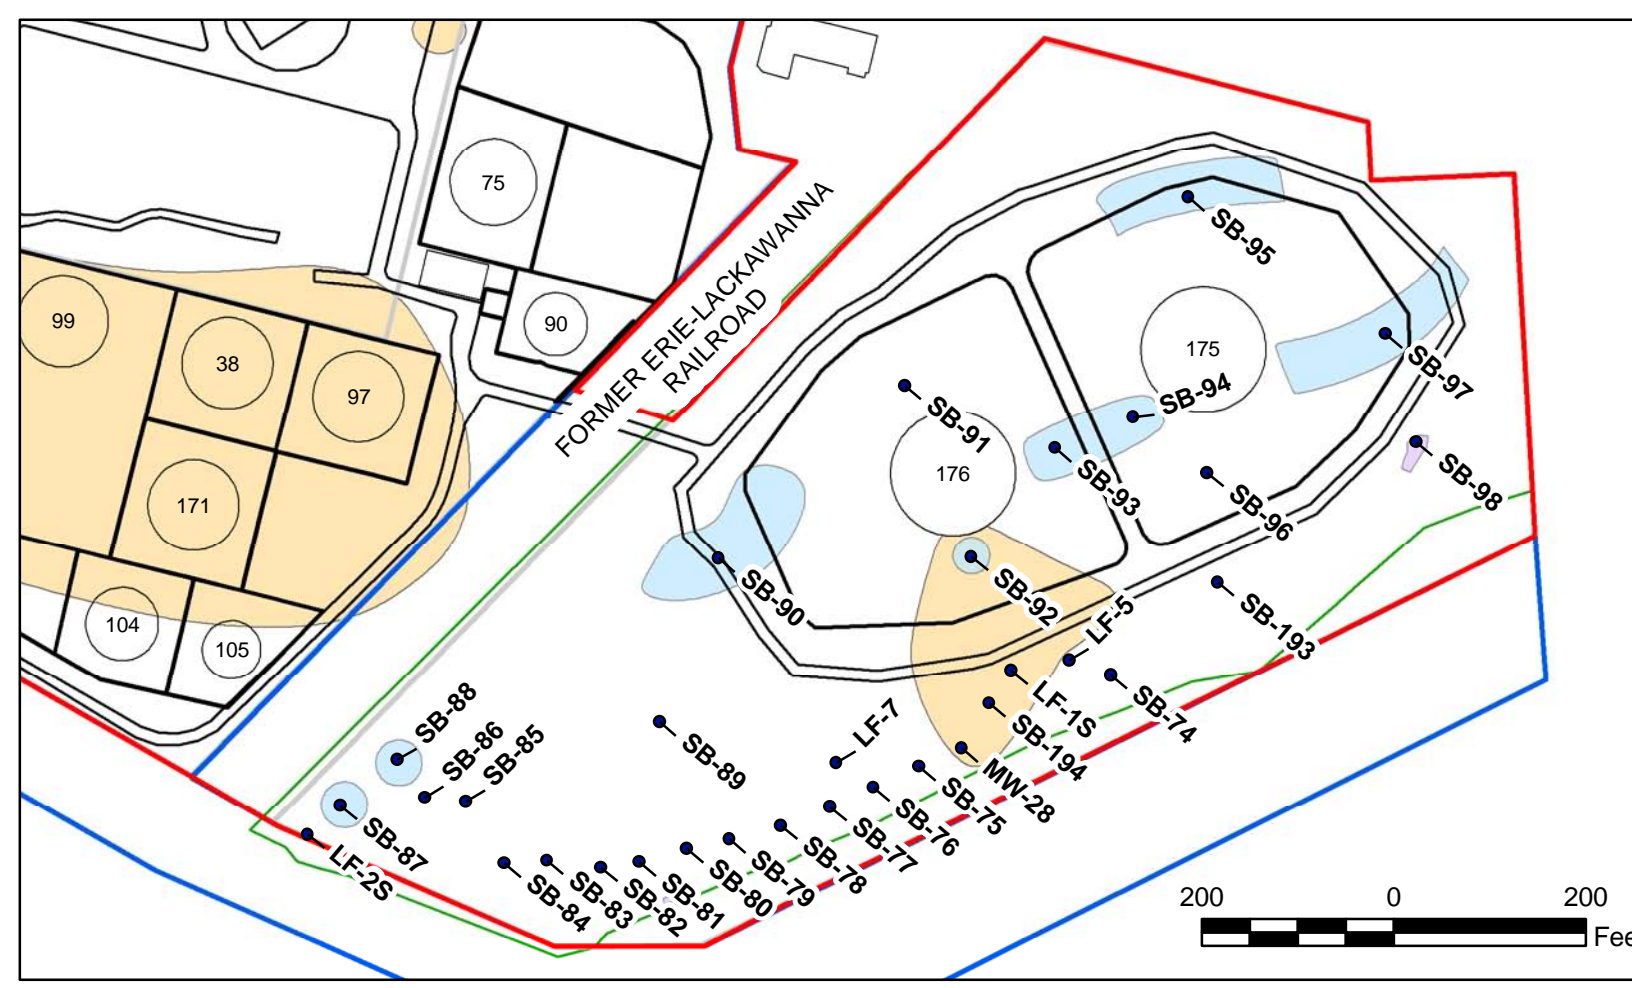 75
FORMER ERIE-LACKAWANNA
RAILROAD
SB-95
99
90
38
97
175
SB-97
SB-94
SB-91
176
SB-93
SB-96
SB-98
171
SB-90
SB-92
LF-5
SB-193
104
105
LF-1S
SB-74
SB-88
SB-86
SB-85
SB-89
LF-7
SB-194
MW-28
SB-75
SB-76
SB-77
SB-78
SB-79
SB-80
SB-81
SB-82
SB-83
SB-84
SB-87
LF-2S
200 0 200
Fee